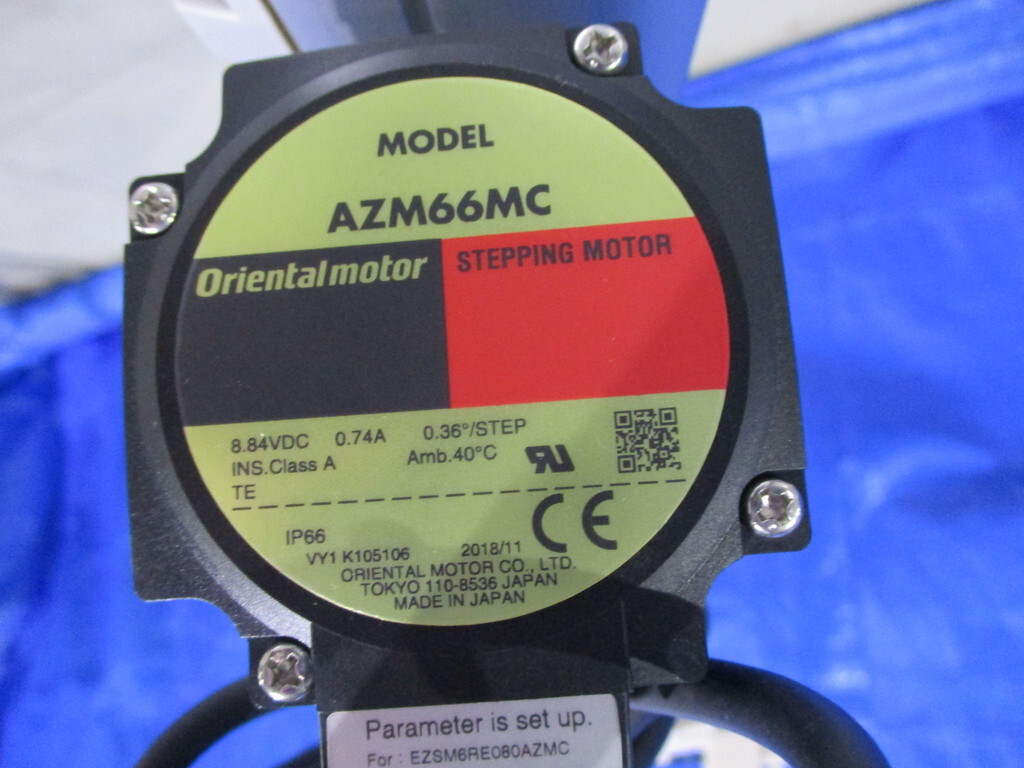 MODEL
AZM66MC
Orientalmotor STEPPING MOTOR
8.84VDC 0.74A 0.36°/STEP
INS.Class A Amb.40°C
TE
IP66
VY1 K105106 2018/11
ORIENTAL MOTOR CO., LTD.
TOKYO 110-8536 JAPAN
MADE IN JAPAN
CE
Parameter is set up.
For : EZSM6RE080AZMC